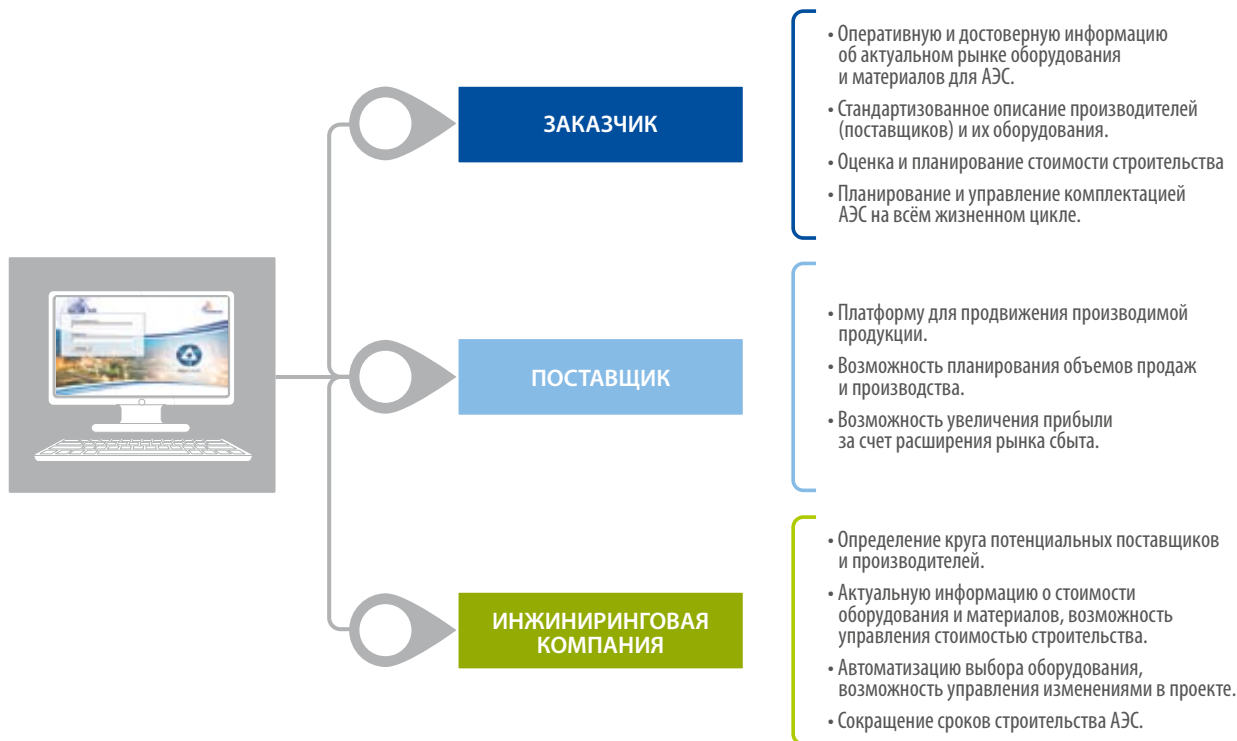 ЗАКАЗЧИК
• Оперативную и достоверную информацию
об актуальном рынке оборудования
и материалов для АЭС.
• Стандартизованное описание производителей
(поставщиков) и их оборудования.
• Оценка и планирование стоимости строительства
• Планирование и управление комплектацией
АЭС на всём жизненном цикле.
ПОСТАВЩИК
• Платформу для продвижения производимой
продукции.
• Возможность планирования объемов продаж
и производства.
• Возможность увеличения прибыли
за счет расширения рынка сбыта.
ИНЖИНИРИНГОВАЯ
КОМПАНИЯ
• Определение круга потенциальных поставщиков
и производителей.
• Актуальную информацию о стоимости
оборудования и материалов, возможность
управления стоимостью строительства.
• Автоматизацию выбора оборудования,
возможность управления изменениями в проекте.
• Сокращение сроков строительства АЭС.